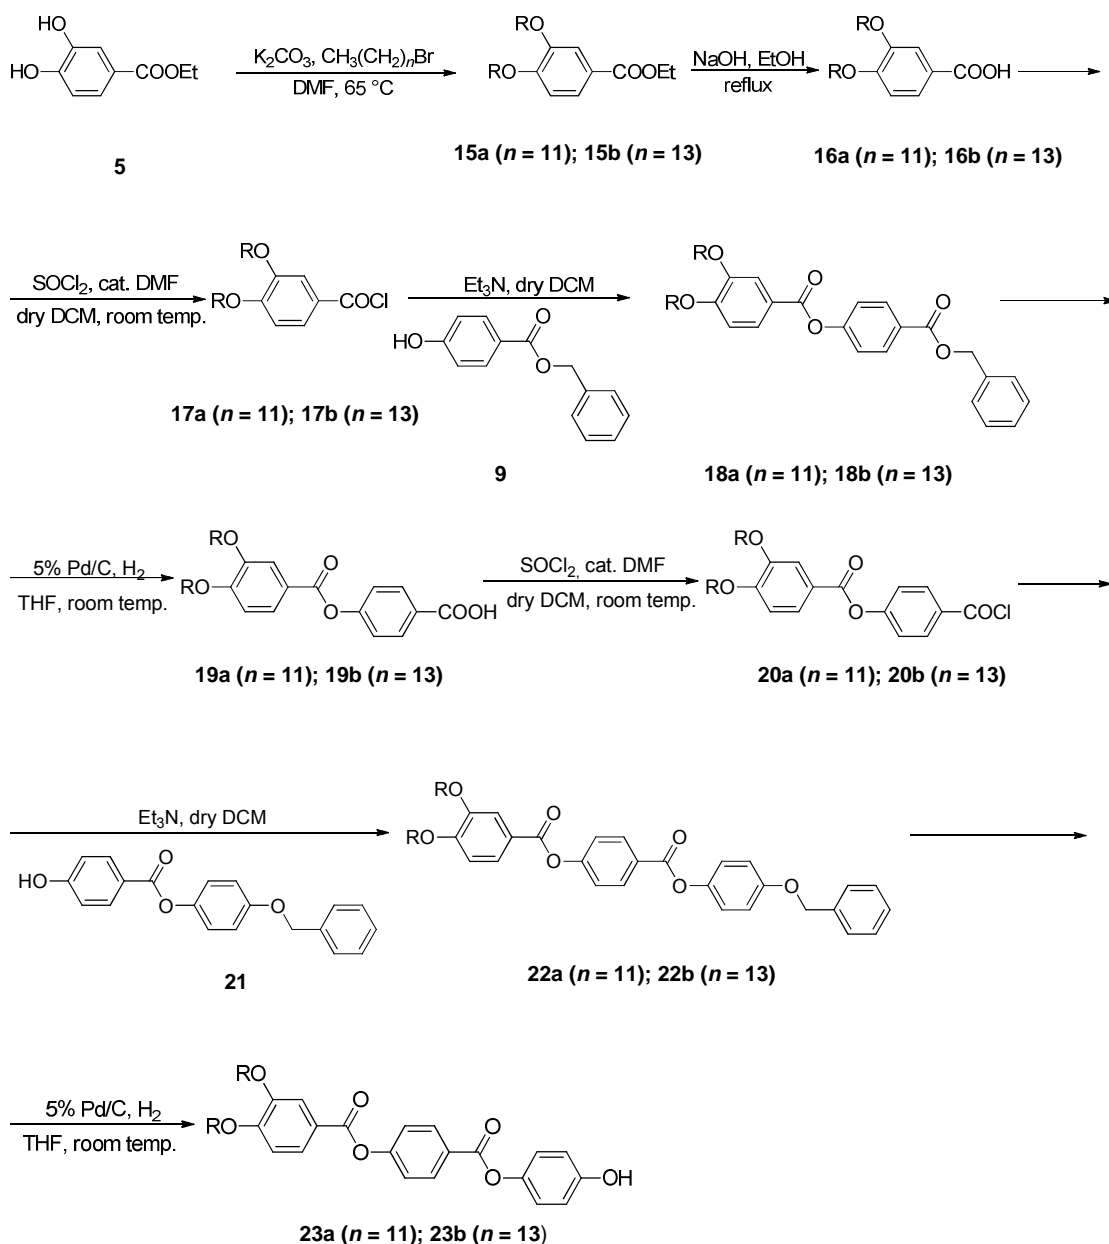 HO
HO
COOEt
5
K2CO3, CH3(CH2)nBr
DMF, 65 °C
RO
RO
COOEt
15a (n = 11); 15b (n = 13)
NaOH, EtOH
reflux
RO
RO
COOH
16a (n = 11); 16b (n = 13)
SOCl2, cat. DMF
dry DCM, room temp.
RO
RO
COCl
17a (n = 11); 17b (n = 13)
Et3N, dry DCM
HO
O
O
9
RO
RO
O
O
O
O
18a (n = 11); 18b (n = 13)
5% Pd/C, H2
THF, room temp.
RO
RO
O
O
COOH
19a (n = 11); 19b (n = 13)
SOCl2, cat. DMF
dry DCM, room temp.
RO
RO
O
O
COCl
20a (n = 11); 20b (n = 13)
Et3N, dry DCM
HO
O
O
O
21
RO
RO
O
O
O
O
O
22a (n = 11); 22b (n = 13)
5% Pd/C, H2
THF, room temp.
RO
RO
O
O
O
O
OH
23a (n = 11); 23b (n = 13)